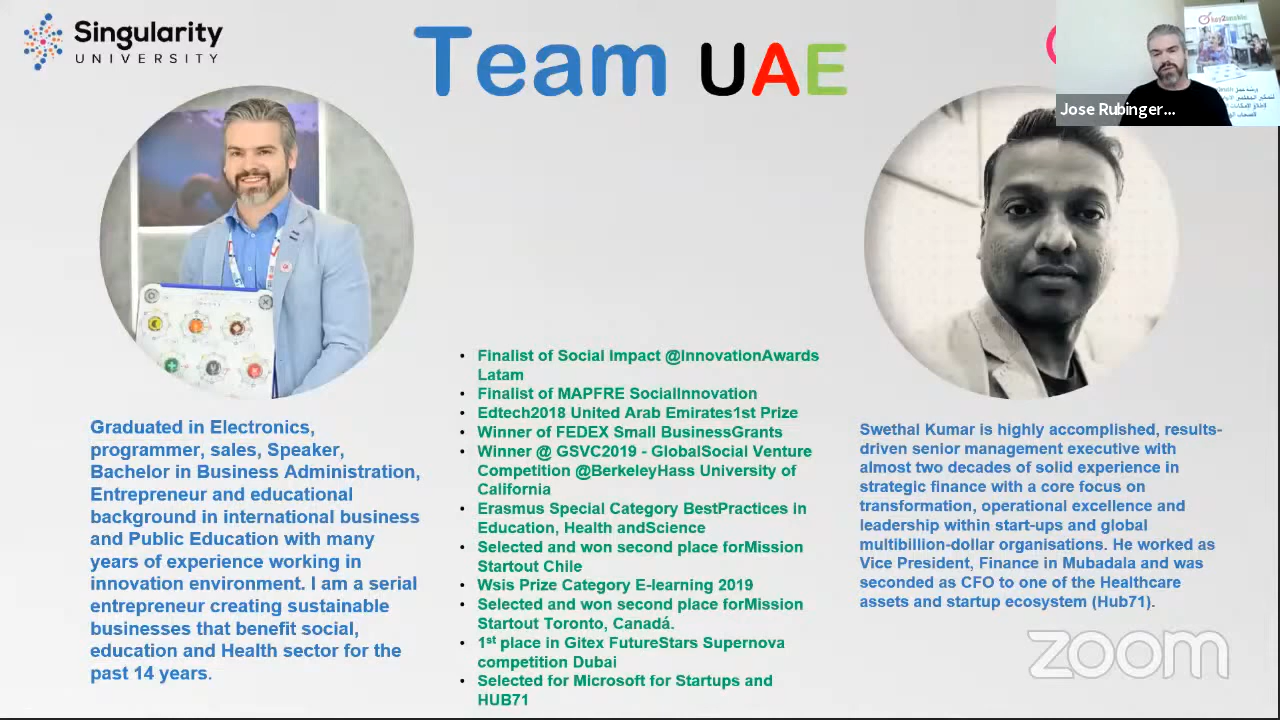 Singularity
UNIVERSITY
Team UAE
key2enable
Jose Rubinger...
Graduated in Electronics,
programmer, sales, Speaker,
Bachelor in Business Administration,
Entrepreneur and educational
background in international business
and Public Education with many
years of experience working in
innovation environment. I am a serial
entrepreneur creating sustainable
businesses that benefit social,
education and Health sector for the
past 14 years.
• Finalist of Social Impact @InnovationAwards
Latam
• Finalist of MAPFRE SocialInnovation
• Edtech2018 United Arab Emirates1st Prize
• Winner of FEDEX Small BusinessGrants
• Winner @ GSVC2019 - GlobalSocial Venture
Competition @BerkeleyHass University of
California
• Erasmus Special Category BestPractices in
Education, Health andScience
• Selected and won second place forMission
Startout Chile
• Wsis Prize Category E-learning 2019
• Selected and won second place forMission
Startout Toronto, Canadá.
• 1st place in Gitex FutureStars Supernova
competition Dubai
• Selected for Microsoft for Startups and
HUB71
Swethal Kumar is highly accomplished, results-
driven senior management executive with
almost two decades of solid experience in
strategic finance with a core focus on
transformation, operational excellence and
leadership within start-ups and global
multibillion-dollar organisations. He worked as
Vice President, Finance in Mubadala and was
seconded as CFO to one of the Healthcare
assets and startup ecosystem (Hub71).
zoom